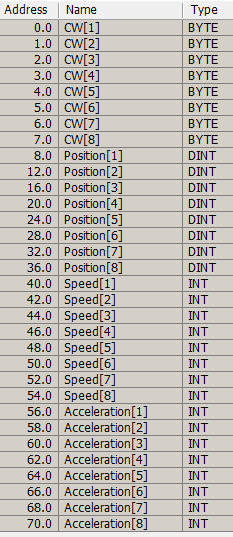 Address Name Type
0.0 CW[1] BYTE
1.0 CW[2] BYTE
2.0 CW[3] BYTE
3.0 CW[4] BYTE
4.0 CW[5] BYTE
5.0 CW[6] BYTE
6.0 CW[7] BYTE
7.0 CW[8] BYTE
8.0 Position[1] DINT
12.0 Position[2] DINT
16.0 Position[3] DINT
20.0 Position[4] DINT
24.0 Position[5] DINT
28.0 Position[6] DINT
32.0 Position[7] DINT
36.0 Position[8] DINT
40.0 Speed[1] INT
42.0 Speed[2] INT
44.0 Speed[3] INT
46.0 Speed[4] INT
48.0 Speed[5] INT
50.0 Speed[6] INT
52.0 Speed[7] INT
54.0 Speed[8] INT
56.0 Acceleration[1] INT
58.0 Acceleration[2] INT
60.0 Acceleration[3] INT
62.0 Acceleration[4] INT
64.0 Acceleration[5] INT
66.0 Acceleration[6] INT
68.0 Acceleration[7] INT
70.0 Acceleration[8] INT